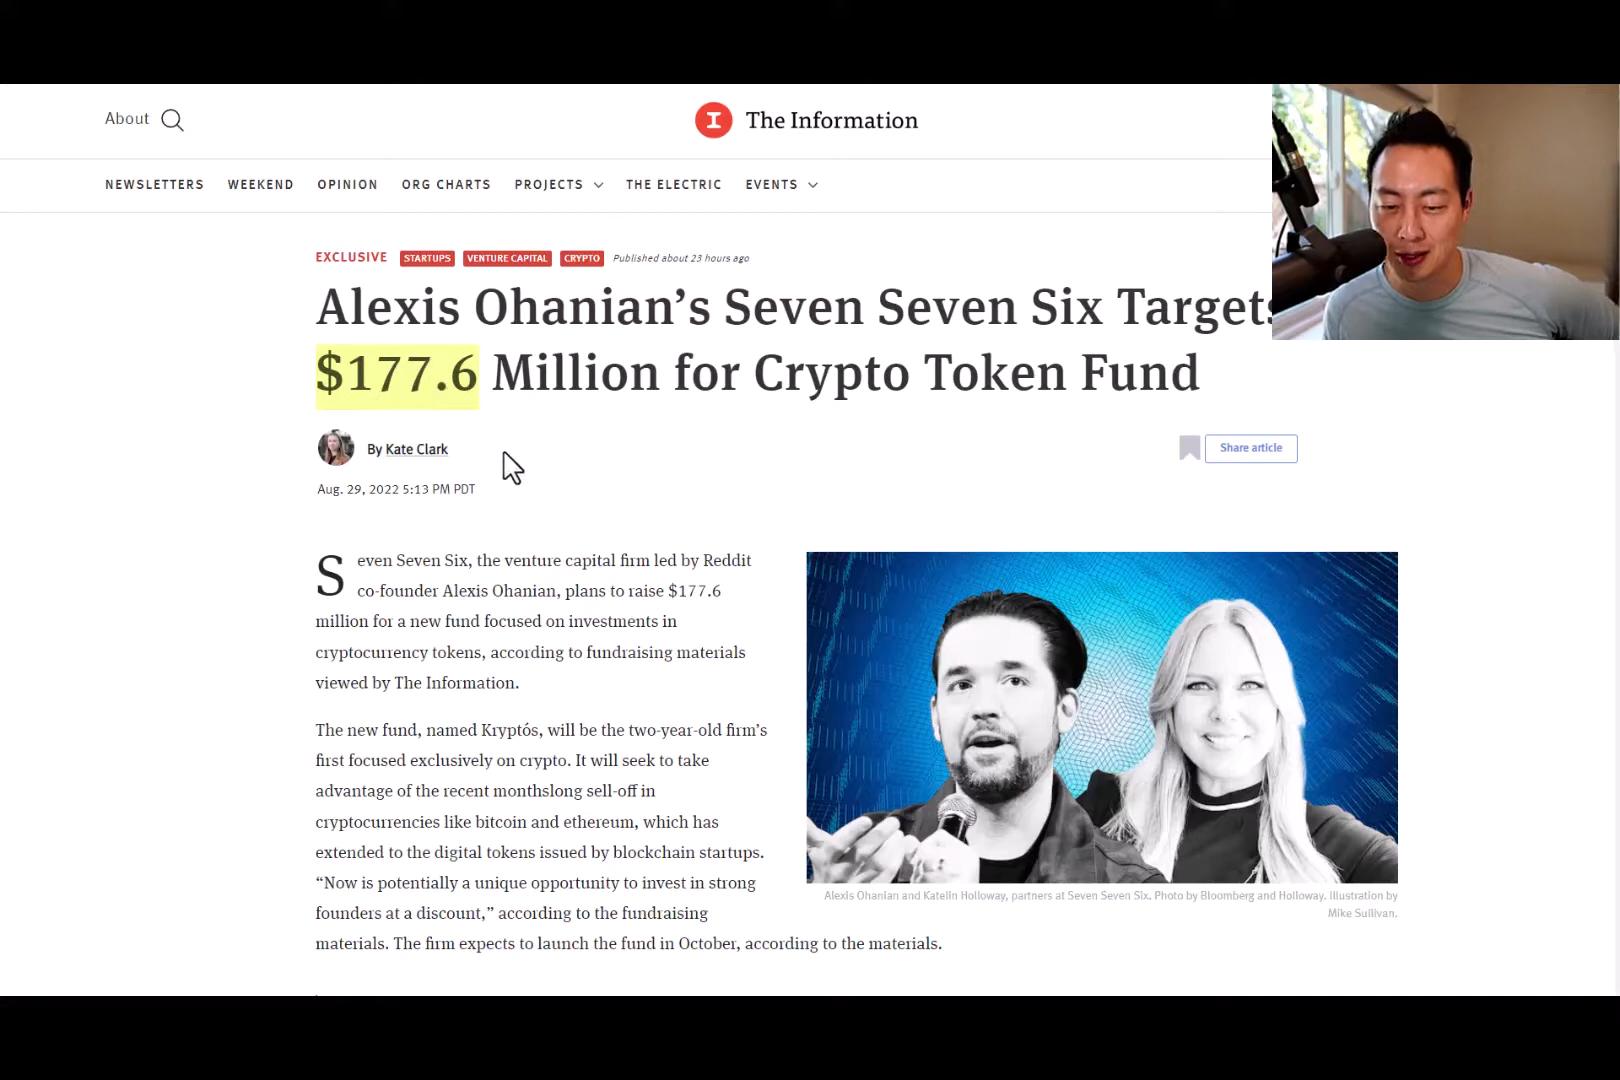 About
The Information
NEWSLETTERS WEEKEND OPINION ORG CHARTS PROJECTS THE ELECTRIC EVENTS
EXCLUSIVE STARTUPS VENTURE CAPITAL CRYPTO Published about 23 hours ago
Alexis Ohanian’s Seven Seven Six Targets
$177.6 Million for Crypto Token Fund
By Kate Clark
Share article
Aug. 29, 2022 5:13 PM PDT
Seven Seven Six, the venture capital firm led by Reddit
co-founder Alexis Ohanian, plans to raise $177.6
million for a new fund focused on investments in
cryptocurrency tokens, according to fundraising materials
viewed by The Information.
The new fund, named Kryptós, will be the two-year-old firm’s
first focused exclusively on crypto. It will seek to take
advantage of the recent monthslong sell-off in
cryptocurrencies like bitcoin and ethereum, which has
extended to the digital tokens issued by blockchain startups.
“Now is potentially a unique opportunity to invest in strong
founders at a discount,” according to the fundraising
materials. The firm expects to launch the fund in October, according to the materials.
Alexis Ohanian and Katelin Holloway, partners at Seven Seven Six. Photo by Bloomberg and Holloway. Illustration by
Mike Sullivan.